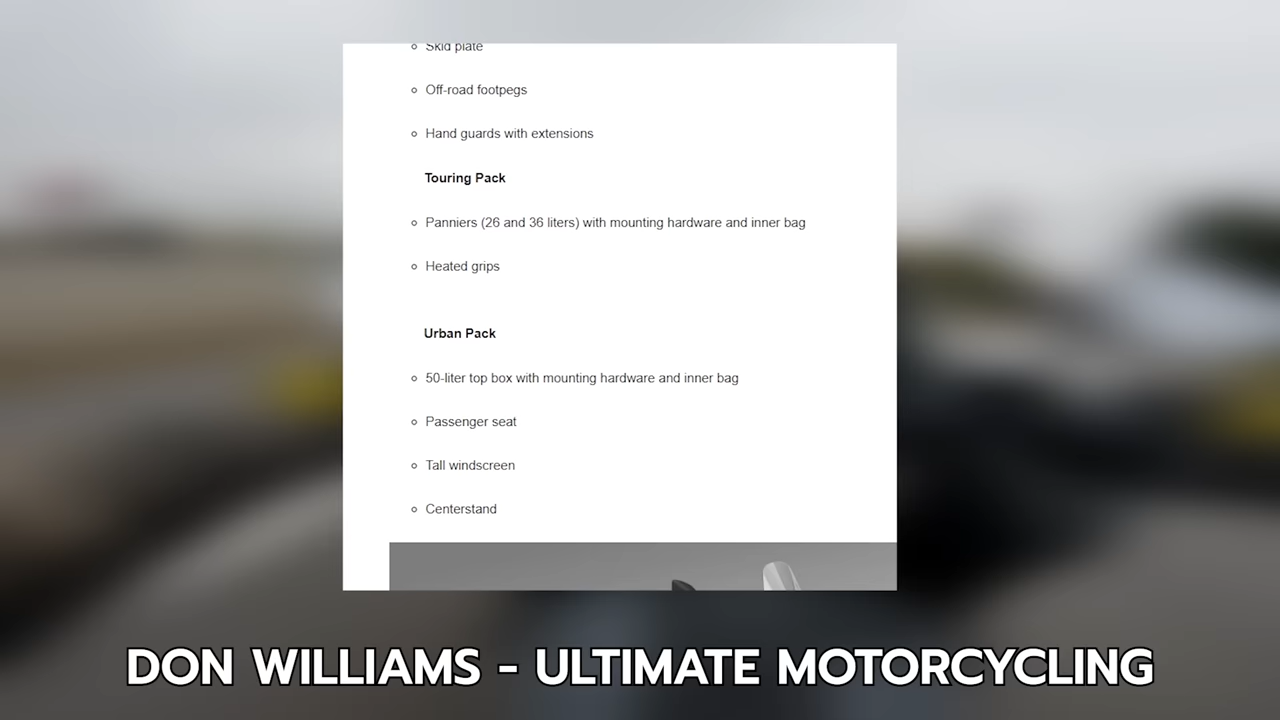 Skid plate
Off-road footpegs
Hand guards with extensions
Touring Pack
Panniers (26 and 36 liters) with mounting hardware and inner bag
Heated grips
Urban Pack
50-liter top box with mounting hardware and inner bag
Passenger seat
Tall windscreen
Centerstand
DON WILLIAMS - ULTIMATE MOTORCYCLING